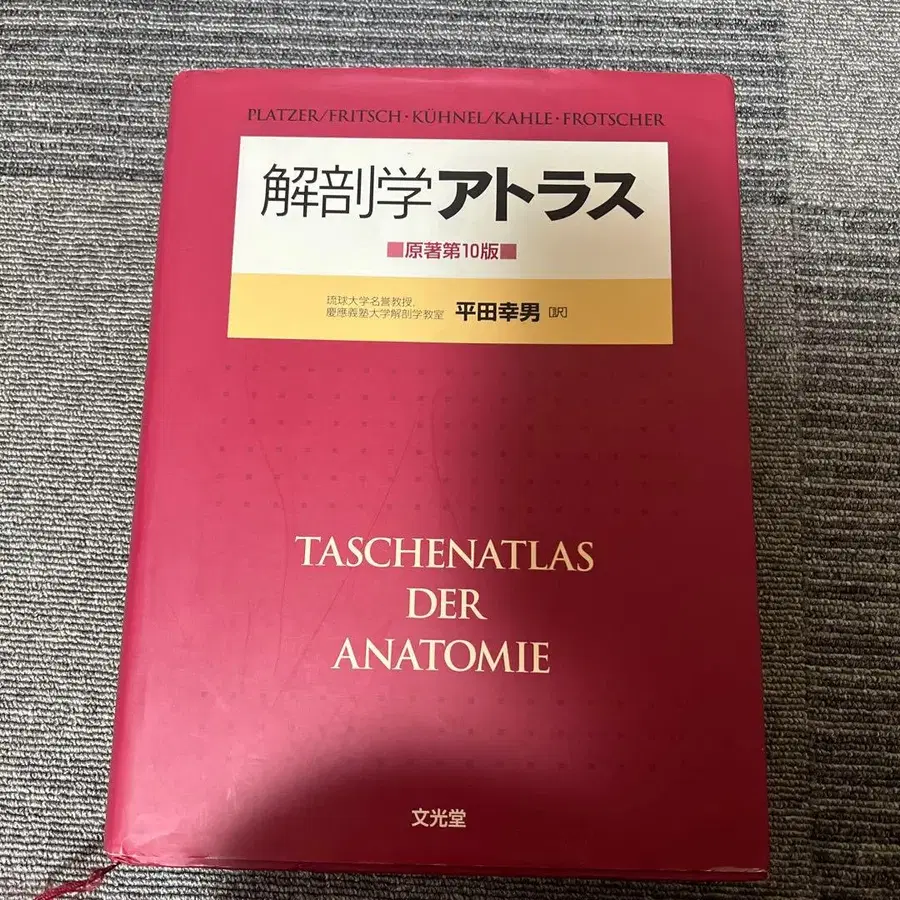 PLATZER/FRITSCH・KÜHNEL/KAHLE・FROTSCHER
解剖学アトラス
■原著第10版■
琉球大学名誉教授,
慶應義塾大学解剖学教室 平田幸男 [訳]
TASCHENATLAS
DER
ANATOMIE
文光堂